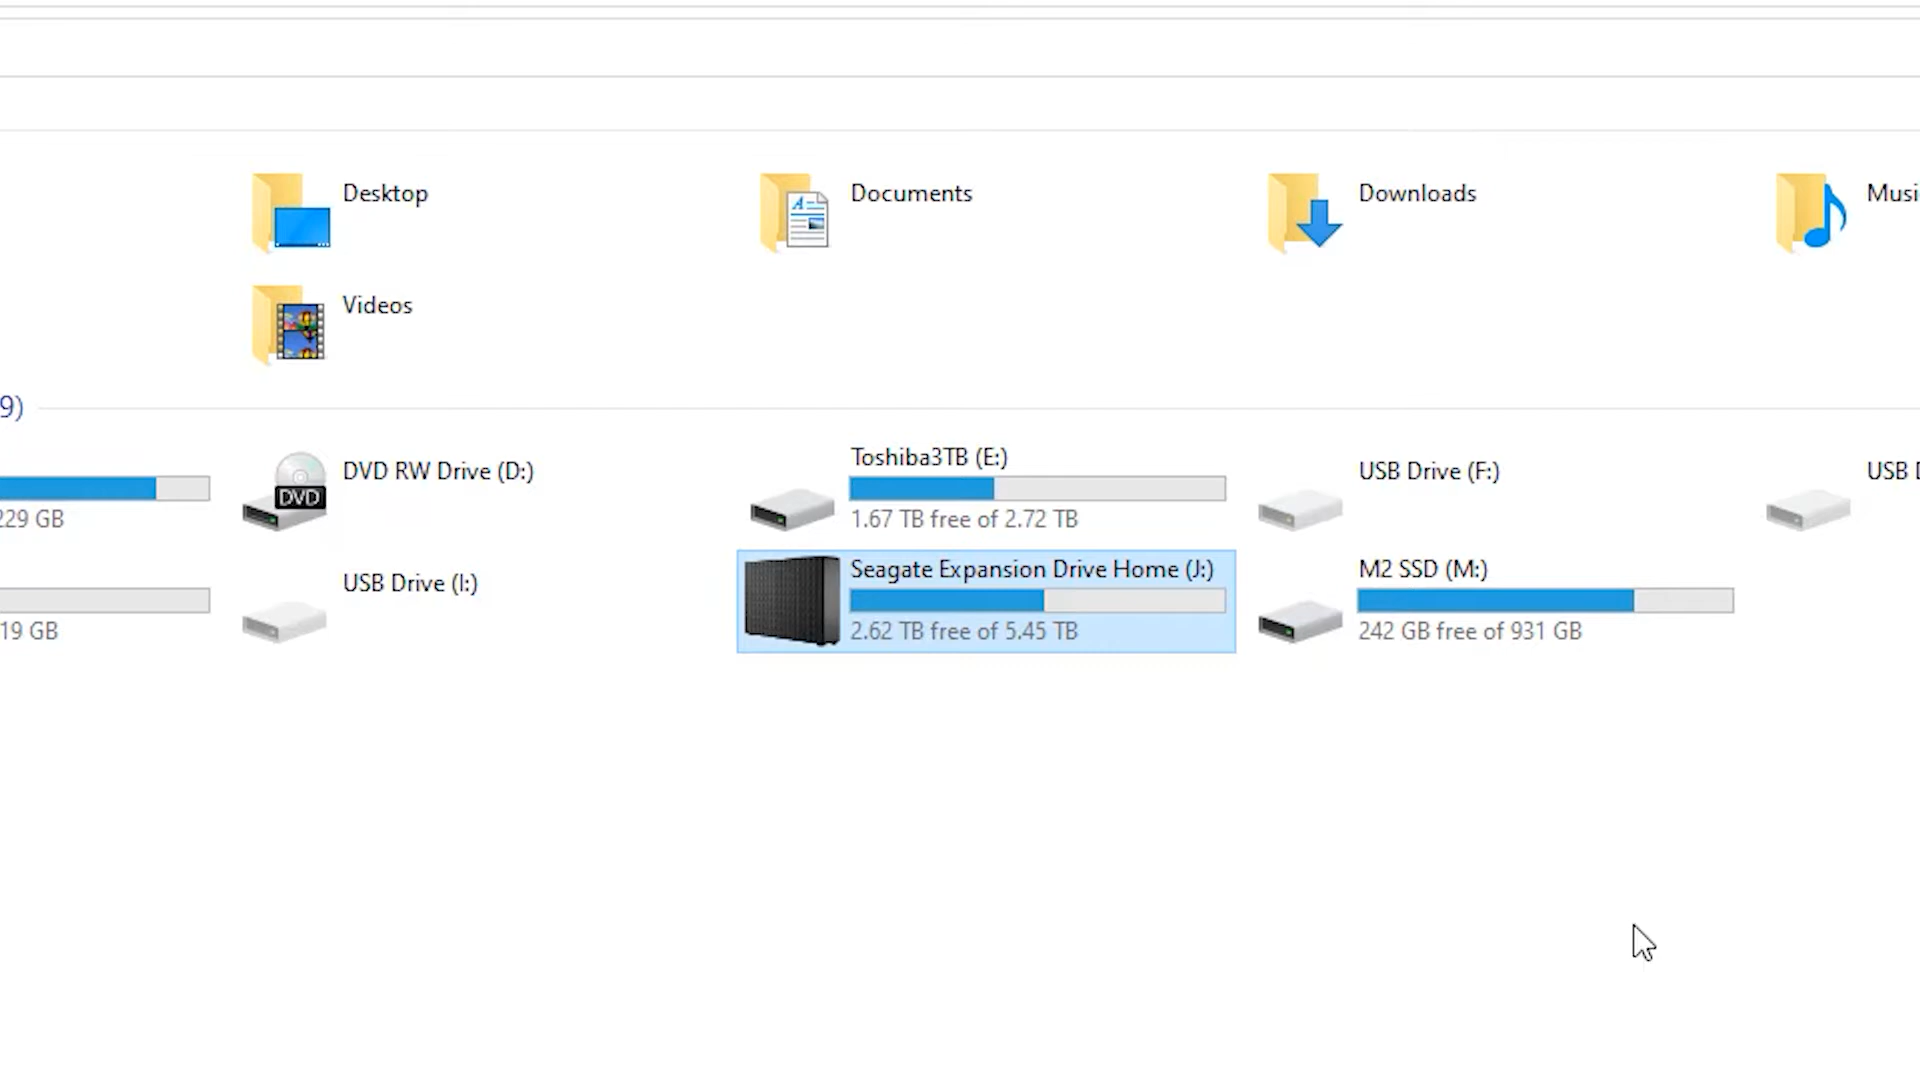 Desktop
Documents
Downloads
Musi
Videos
9)
229 GB
DVD RW Drive (D:)
DVD
Toshiba3TB (E:)
1.67 TB free of 2.72 TB
USB Drive (F:)
USB D
19 GB
USB Drive (I:)
Seagate Expansion Drive Home (J:)
2.62 TB free of 5.45 TB
M2 SSD (M:)
242 GB free of 931 GB